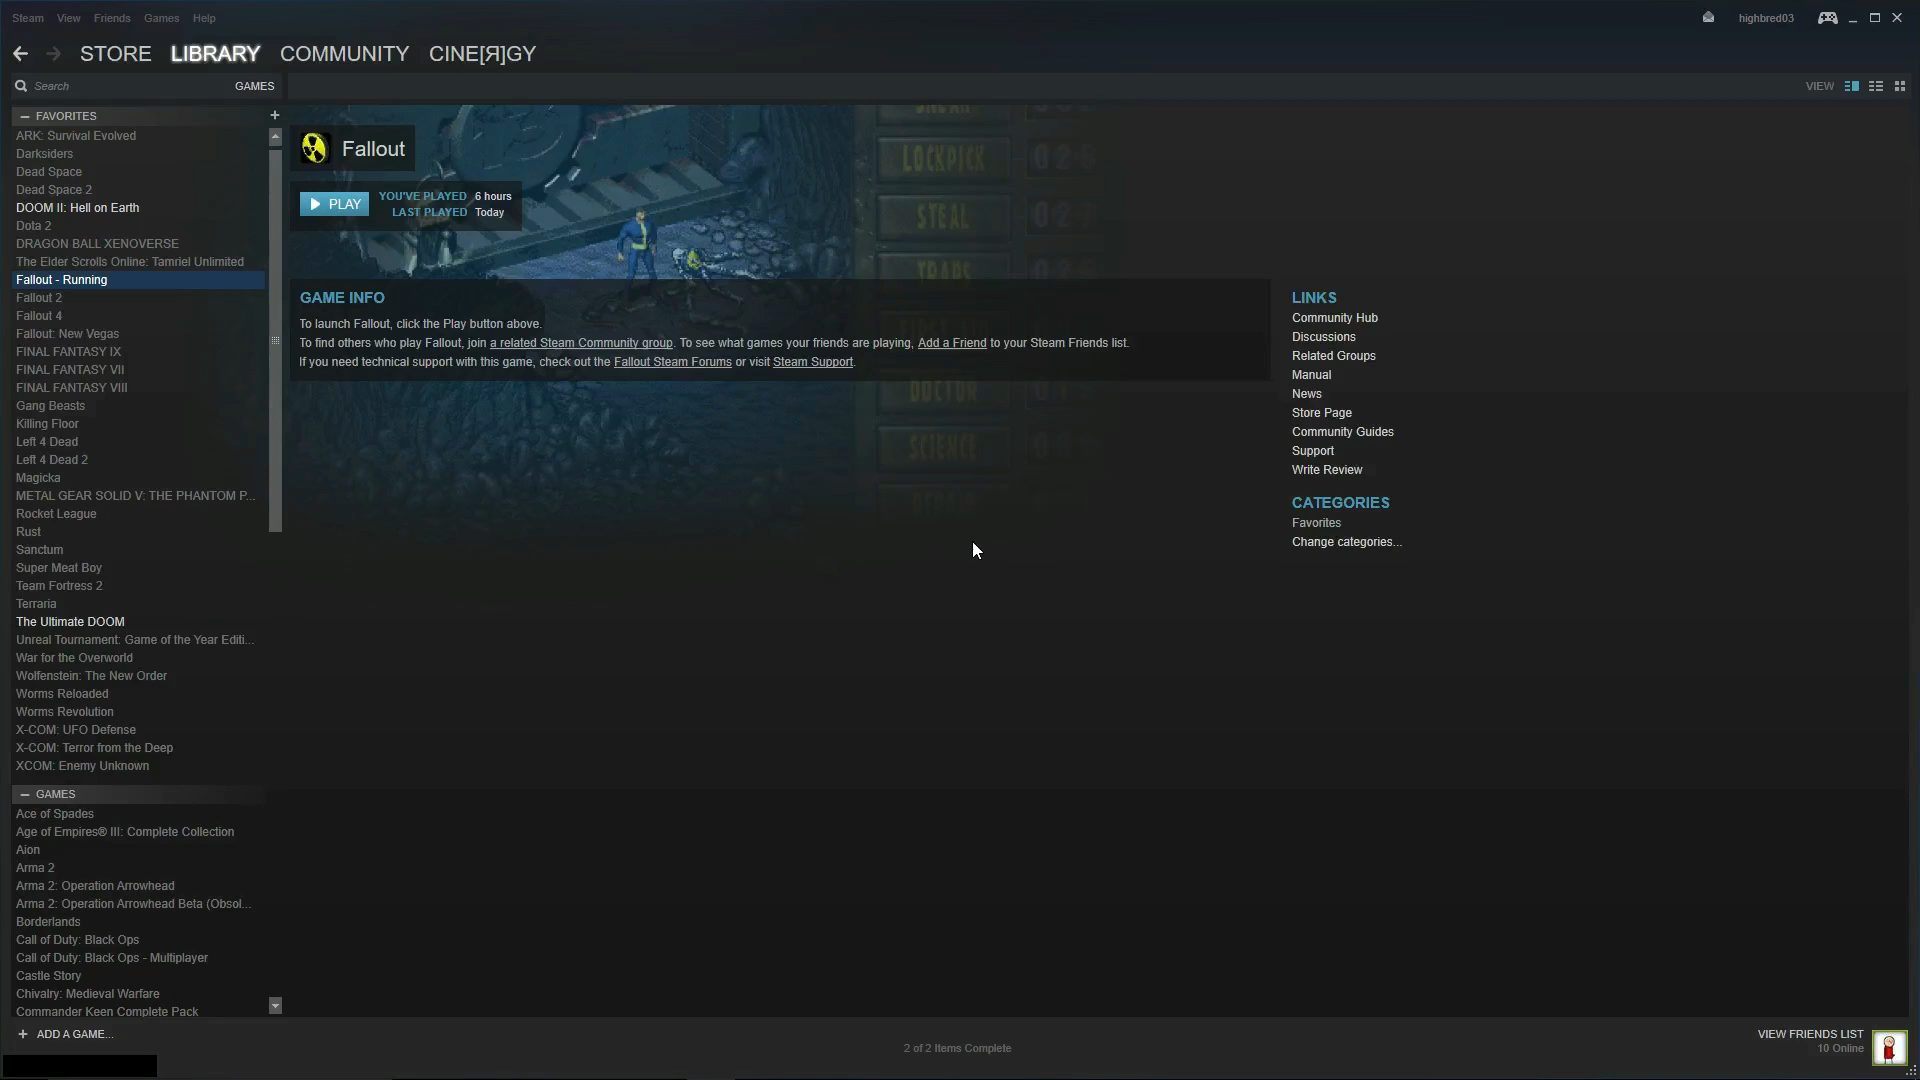 Steam View Friends Games Help
highbred03
STORE LIBRARY COMMUNITY CINE[Я]GY
Search GAMES
VIEW
— FAVORITES +
ARK: Survival Evolved
Darksiders
Dead Space
Dead Space 2
DOOM II: Hell on Earth
Dota 2
DRAGON BALL XENOVERSE
The Elder Scrolls Online: Tamriel Unlimited
Fallout - Running
Fallout 2
Fallout 4
Fallout: New Vegas
FINAL FANTASY IX
FINAL FANTASY VII
FINAL FANTASY VIII
Gang Beasts
Killing Floor
Left 4 Dead
Left 4 Dead 2
Magicka
METAL GEAR SOLID V: THE PHANTOM P...
Rocket League
Rust
Sanctum
Super Meat Boy
Team Fortress 2
Terraria
The Ultimate DOOM
Unreal Tournament: Game of the Year Editi...
War for the Overworld
Wolfenstein: The New Order
Worms Reloaded
Worms Revolution
X-COM: UFO Defense
X-COM: Terror from the Deep
XCOM: Enemy Unknown
— GAMES
Ace of Spades
Age of Empires® III: Complete Collection
Aion
Arma 2
Arma 2: Operation Arrowhead
Arma 2: Operation Arrowhead Beta (Obsol...
Borderlands
Call of Duty: Black Ops
Call of Duty: Black Ops - Multiplayer
Castle Story
Chivalry: Medieval Warfare
Commander Keen Complete Pack
+ ADD A GAME...
Fallout
PLAY
YOU'VE PLAYED 6 hours
LAST PLAYED Today
LOCKPICK
STEAL
TRAPS
DOCTOR
SCIENCE
GAME INFO
To launch Fallout, click the Play button above.
To find others who play Fallout, join a related Steam Community group. To see what games your friends are playing, Add a Friend to your Steam Friends list.
If you need technical support with this game, check out the Fallout Steam Forums or visit Steam Support.
LINKS
Community Hub
Discussions
Related Groups
Manual
News
Store Page
Community Guides
Support
Write Review
CATEGORIES
Favorites
Change categories...
2 of 2 Items Complete
VIEW FRIENDS LIST
10 Online